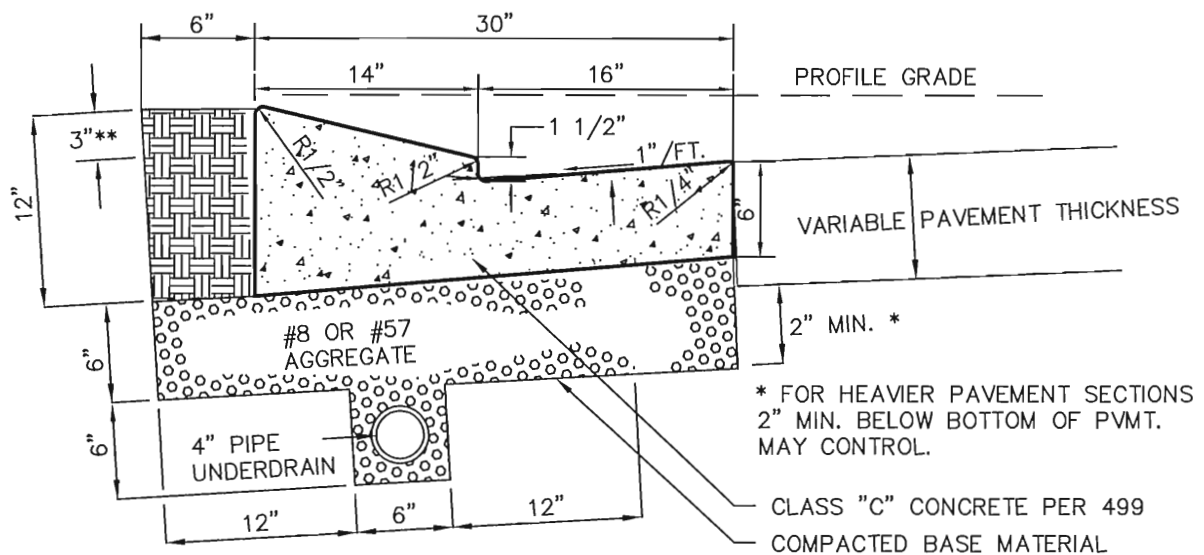 6"
30"
14"
16"
PROFILE GRADE
3"**
1 1/2"
1"/FT.
R1/2"
R1/2"
R1/4"
6"
12"
VARIABLE PAVEMENT THICKNESS
#8 OR #57
AGGREGATE
2" MIN. *
6"
6"
4" PIPE
UNDERDRAIN
* FOR HEAVIER PAVEMENT SECTIONS
2" MIN. BELOW BOTTOM OF PVMT.
MAY CONTROL.
12"
6"
12"
CLASS "C" CONCRETE PER 499
COMPACTED BASE MATERIAL